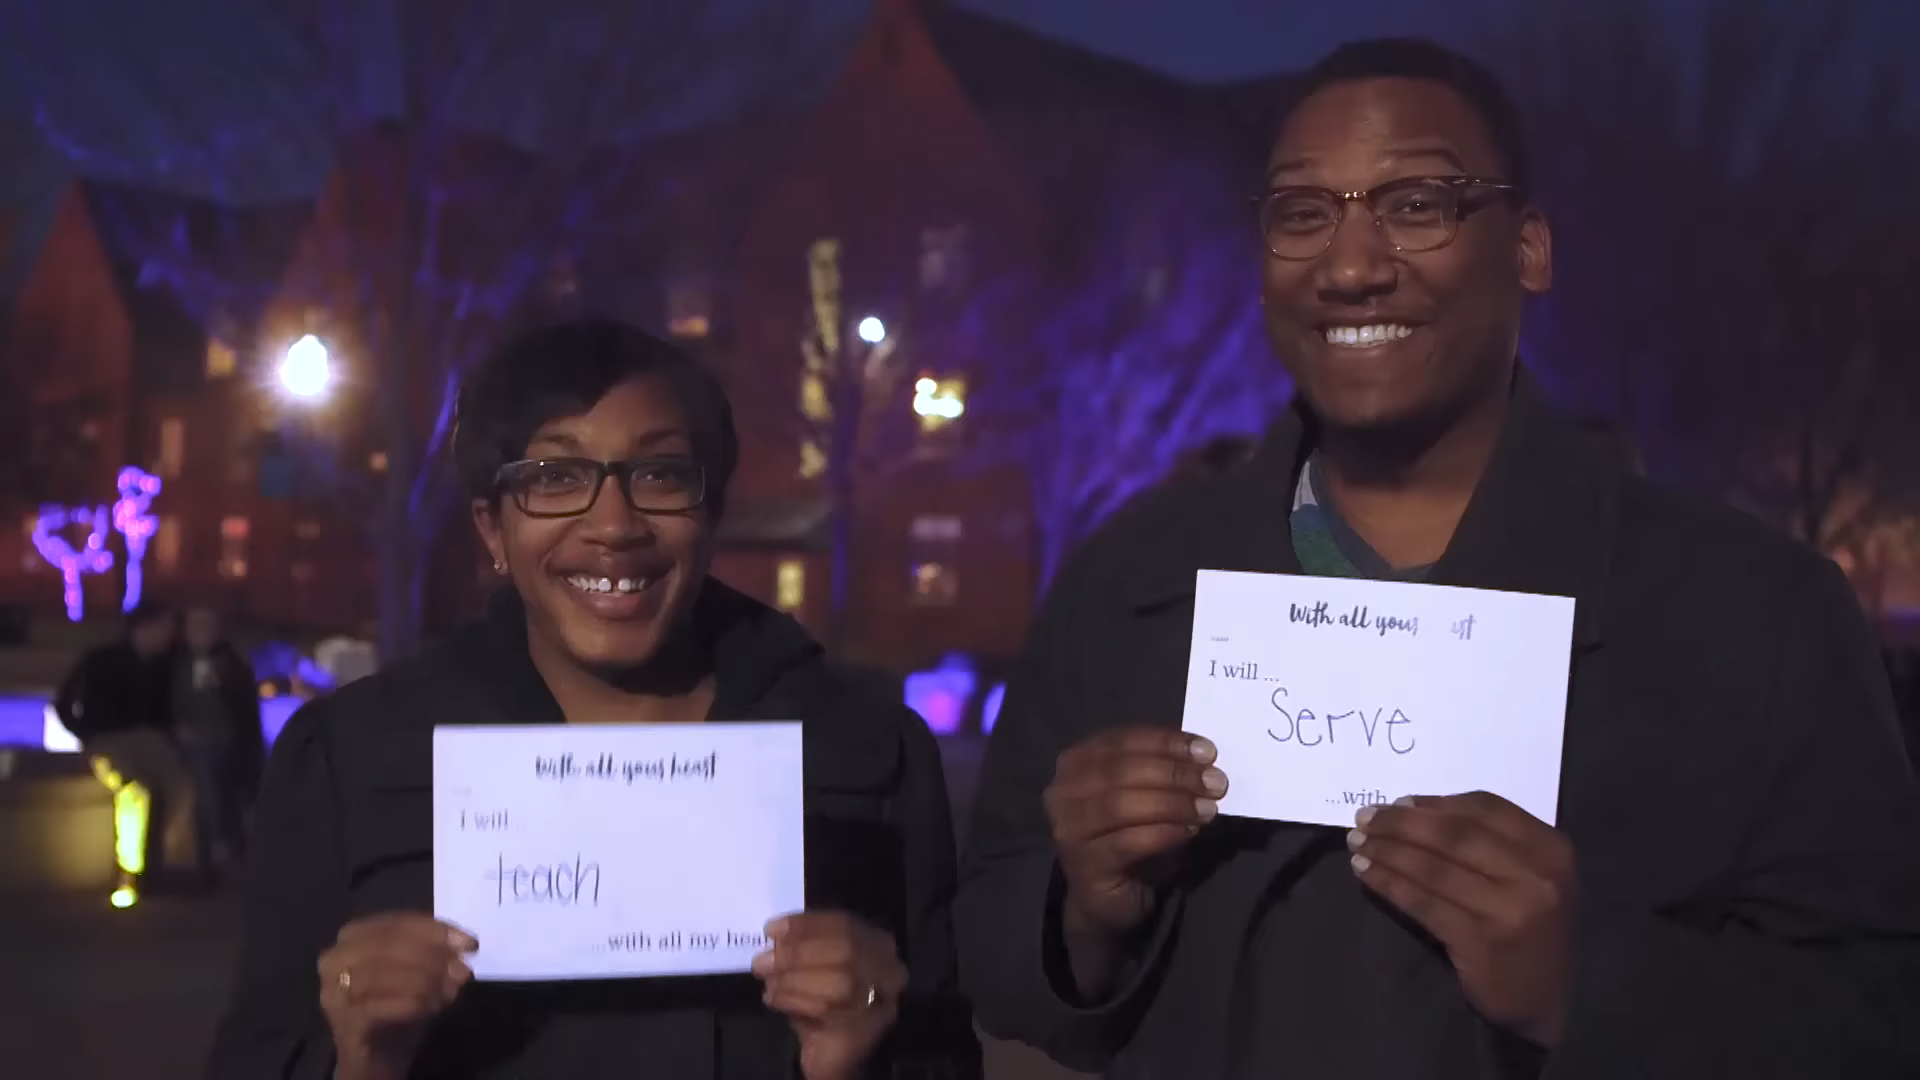 With all your heart
I will ...
teach
...with all my
With all your
I will ...
Serve
...with